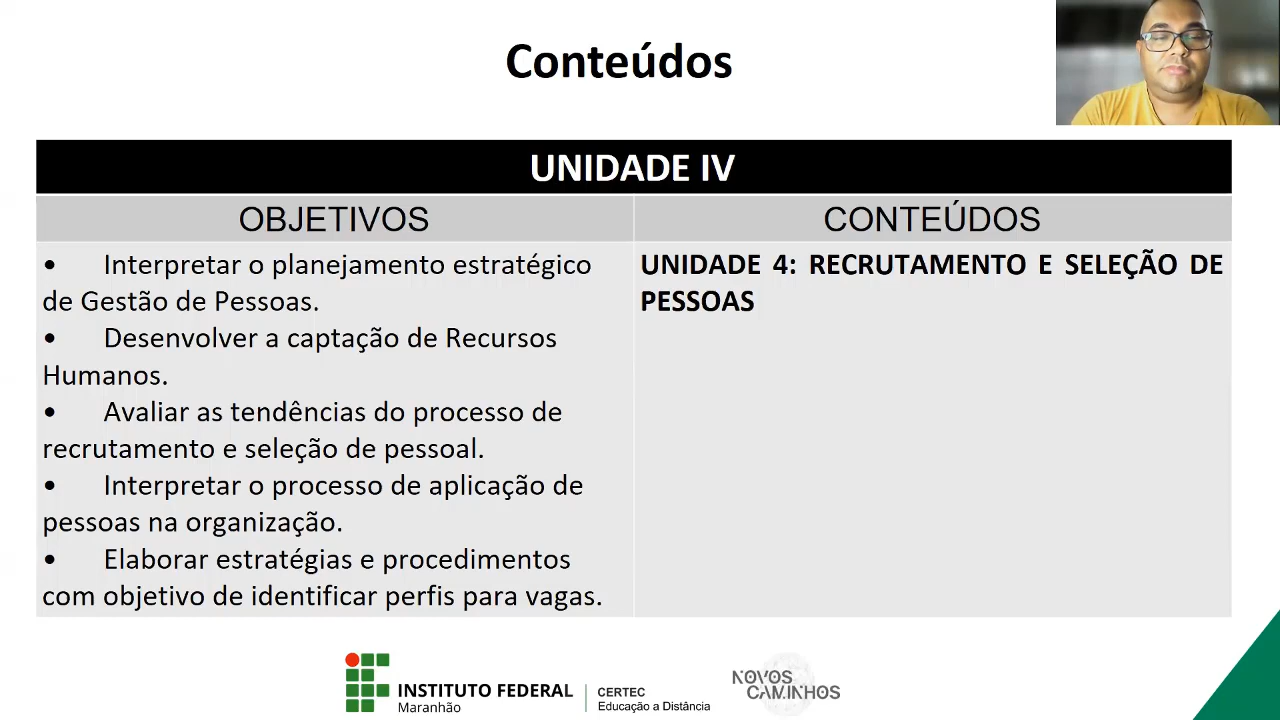 Conteúdos
UNIDADE IV
OBJETIVOS
CONTEÚDOS
• Interpretar o planejamento estratégico
de Gestão de Pessoas.
• Desenvolver a captação de Recursos
Humanos.
• Avaliar as tendências do processo de
recrutamento e seleção de pessoal.
• Interpretar o processo de aplicação de
pessoas na organização.
• Elaborar estratégias e procedimentos
com objetivo de identificar perfis para vagas.
UNIDADE 4: RECRUTAMENTO E SELEÇÃO DE
PESSOAS
INSTITUTO FEDERAL
Maranhão
CERTEC
Educação a Distância
NOVOS
CAMINHOS